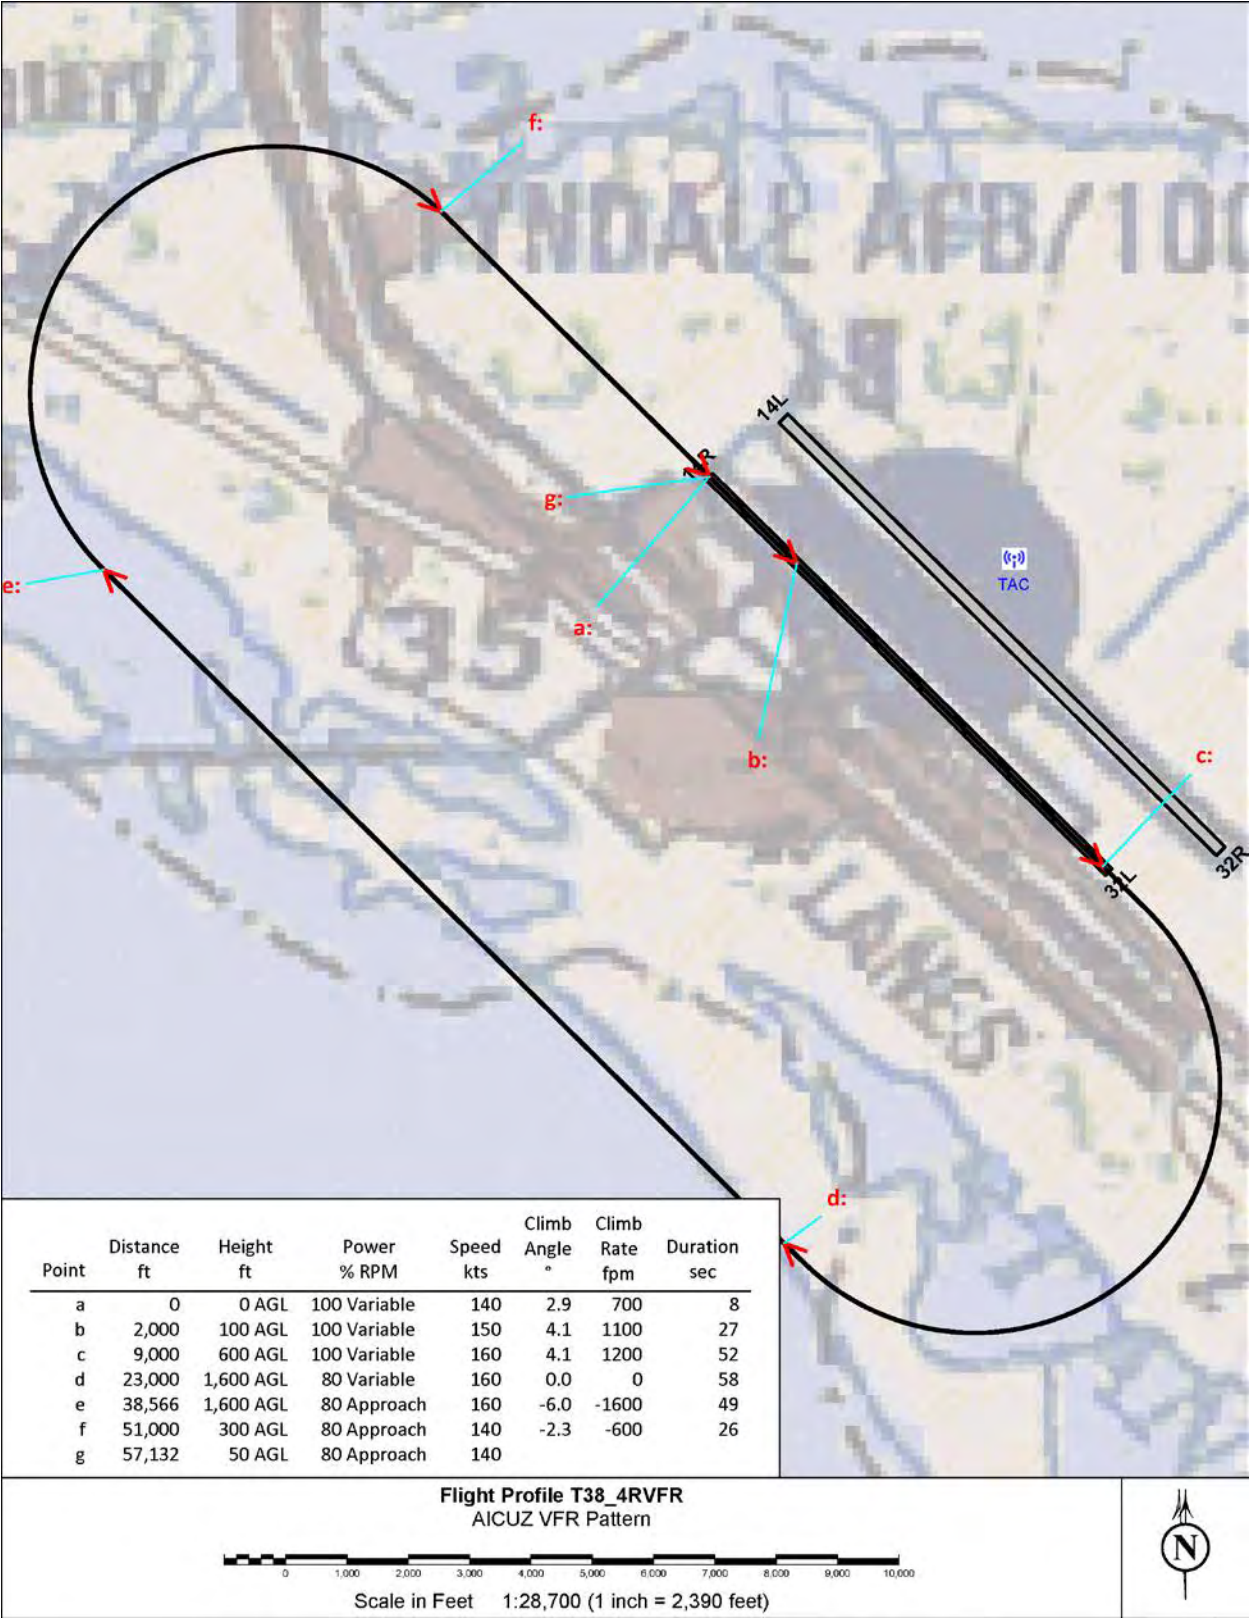 f:
TYNDALL AFB/100
14L
g:
TAC
e:
35
a:
b:
c:
32R
32L
LAKES
d:
Point Distance ft Height ft Power % RPM Speed kts Climb Angle ° Climb Rate fpm Duration sec
a 0 0 AGL 100 Variable 140 2.9 700 8
b 2,000 100 AGL 100 Variable 150 4.1 1100 27
c 9,000 600 AGL 100 Variable 160 4.1 1200 52
d 23,000 1,600 AGL 80 Variable 160 0.0 0 58
e 38,566 1,600 AGL 80 Approach 160 -6.0 -1600 49
f 51,000 300 AGL 80 Approach 140 -2.3 -600 26
g 57,132 50 AGL 80 Approach 140
Flight Profile T38_4RVFR
AICUZ VFR Pattern
0 1,000 2,000 3,000 4,000 5,000 6,000 7,000 8,000 9,000 10,000
Scale in Feet 1:28,700 (1 inch = 2,390 feet)
N